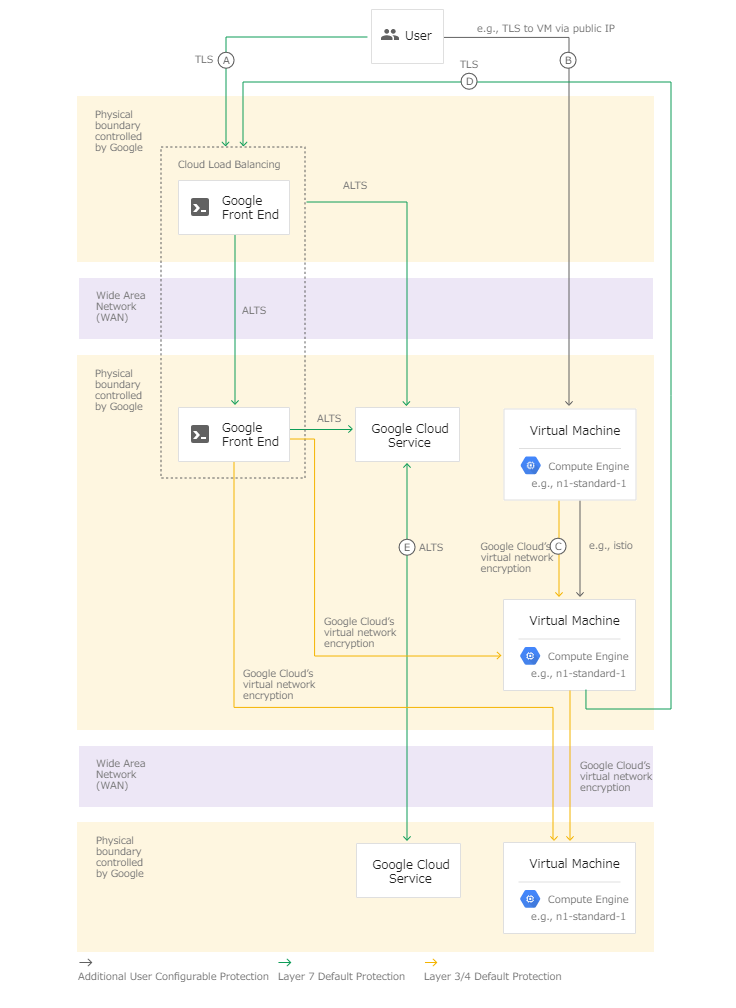 User
e.g., TLS to VM via public IP
TLS
A
B
TLS
D
Physical
boundary
controlled
by Google
Cloud Load Balancing
Google
Front End
ALTS
Wide Area
Network
(WAN)
ALTS
Physical
boundary
controlled
by Google
Google
Front End
ALTS
Google Cloud
Service
Virtual Machine
Compute Engine
e.g., n1-standard-1
E
ALTS
Google Cloud's
virtual network
encryption
C
e.g., istio
Google Cloud's
virtual network
encryption
Virtual Machine
Compute Engine
e.g., n1-standard-1
Google Cloud's
virtual network
encryption
Wide Area
Network
(WAN)
Google Cloud's
virtual network
encryption
Physical
boundary
controlled
by Google
Google Cloud
Service
Virtual Machine
Compute Engine
e.g., n1-standard-1
Additional User Configurable Protection
Layer 7 Default Protection
Layer 3/4 Default Protection